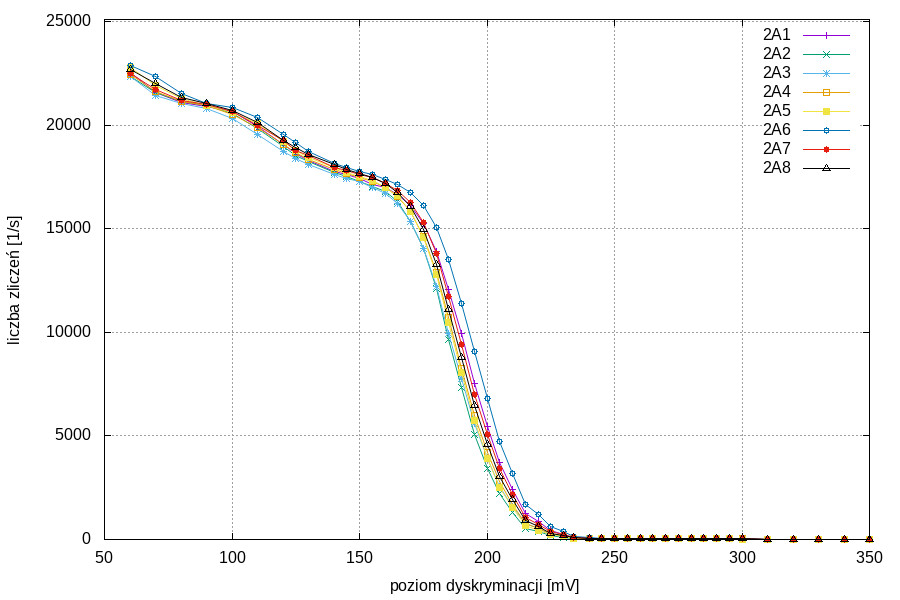 25000
20000
15000
10000
5000
0
50
100
150
200
250
300
350
liczba zliczeń [1/s]
poziom dyskryminacji [mV]
2A1
2A2
2A3
2A4
2A5
2A6
2A7
2A8